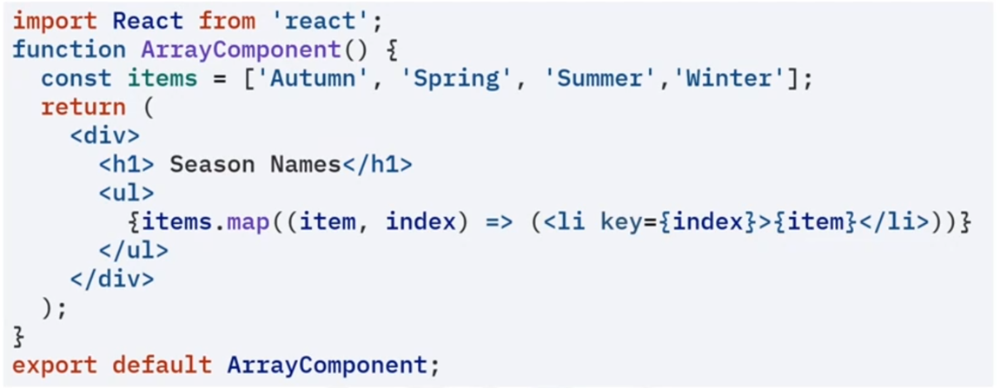 import React from 'react';
function ArrayComponent() {
  const items = ['Autumn', 'Spring', 'Summer','Winter'];
  return (
    <div>
      <h1> Season Names</h1>
      <ul>
        {items.map((item, index) => (<li key={index}>{item}</li>))}
      </ul>
    </div>
  );
}
export default ArrayComponent;